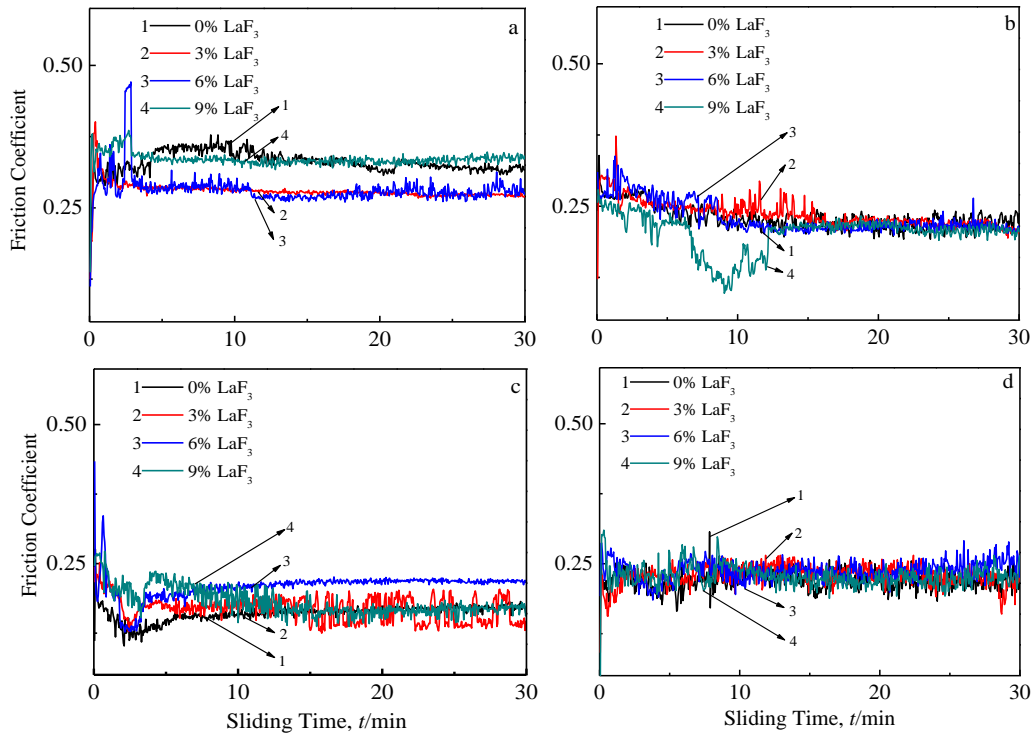 a
1 0% LaF3
2 3% LaF3
3 6% LaF3
4 9% LaF3
0.50
0.25
Friction Coefficient
1
4
2
3
0 10 20 30
b
1 0% LaF3
2 3% LaF3
3 6% LaF3
4 9% LaF3
0.50
0.25
3
2
1
4
0 10 20 30
c
1 0% LaF3
2 3% LaF3
3 6% LaF3
4 9% LaF3
0.50
0.25
Friction Coefficient
4
3
2
1
0 10 20 30
Sliding Time, t/min
d
1 0% LaF3
2 3% LaF3
3 6% LaF3
4 9% LaF3
0.50
0.25
1
2
3
4
0 10 20 30
Sliding Time, t/min